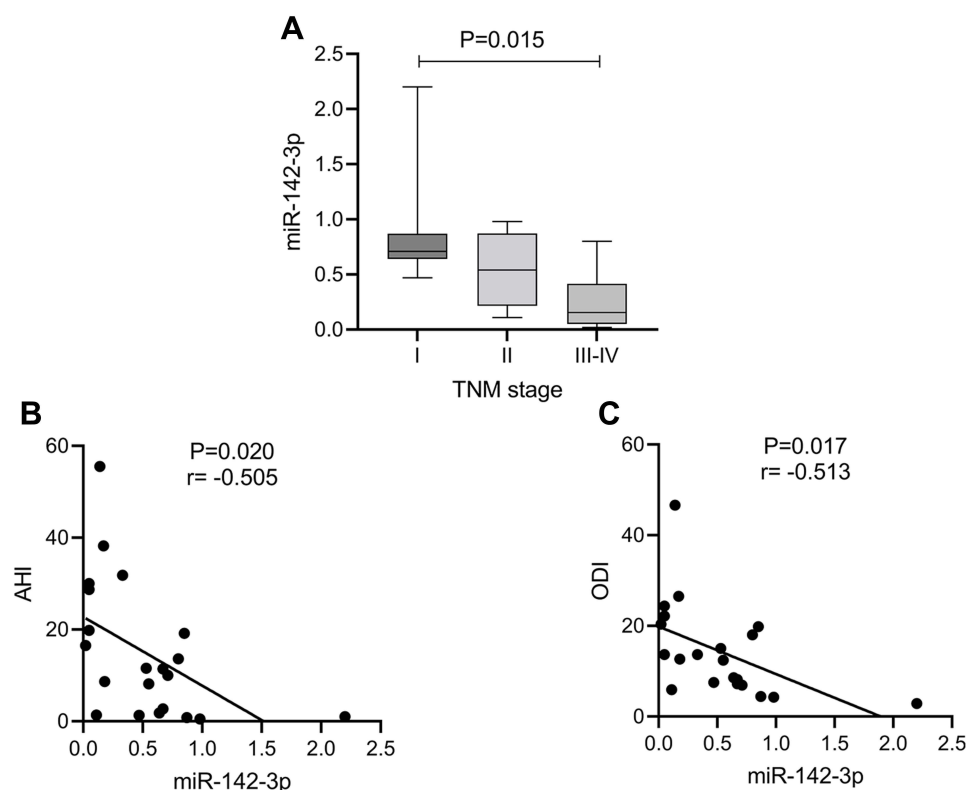 A
P=0.015
2.5
2.0
1.5
1.0
0.5
0.0
miR-142-3p
I II III-IV
TNM stage
B
P=0.020
r= -0.505
60
40
20
0
AHI
0.0 0.5 1.0 1.5 2.0 2.5
miR-142-3p
C
P=0.017
r= -0.513
60
40
20
0
ODI
0.0 0.5 1.0 1.5 2.0 2.5
miR-142-3p